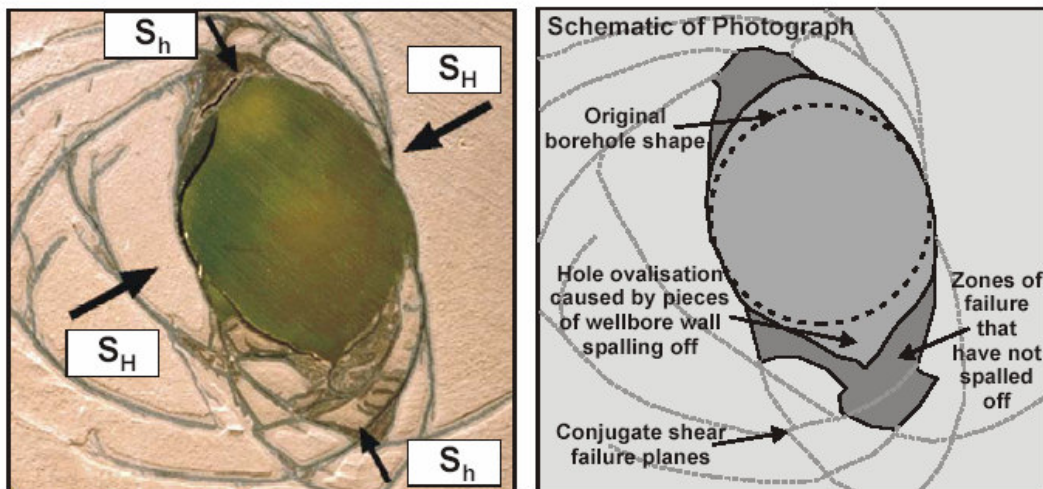 Sh
SH
SH
Sh
Schematic of Photograph
Original
borehole shape
Hole ovalisation
caused by pieces
of wellbore wall
spalling off
Zones of
failure
that
have not
spalled
off
Conjugate shear
failure planes